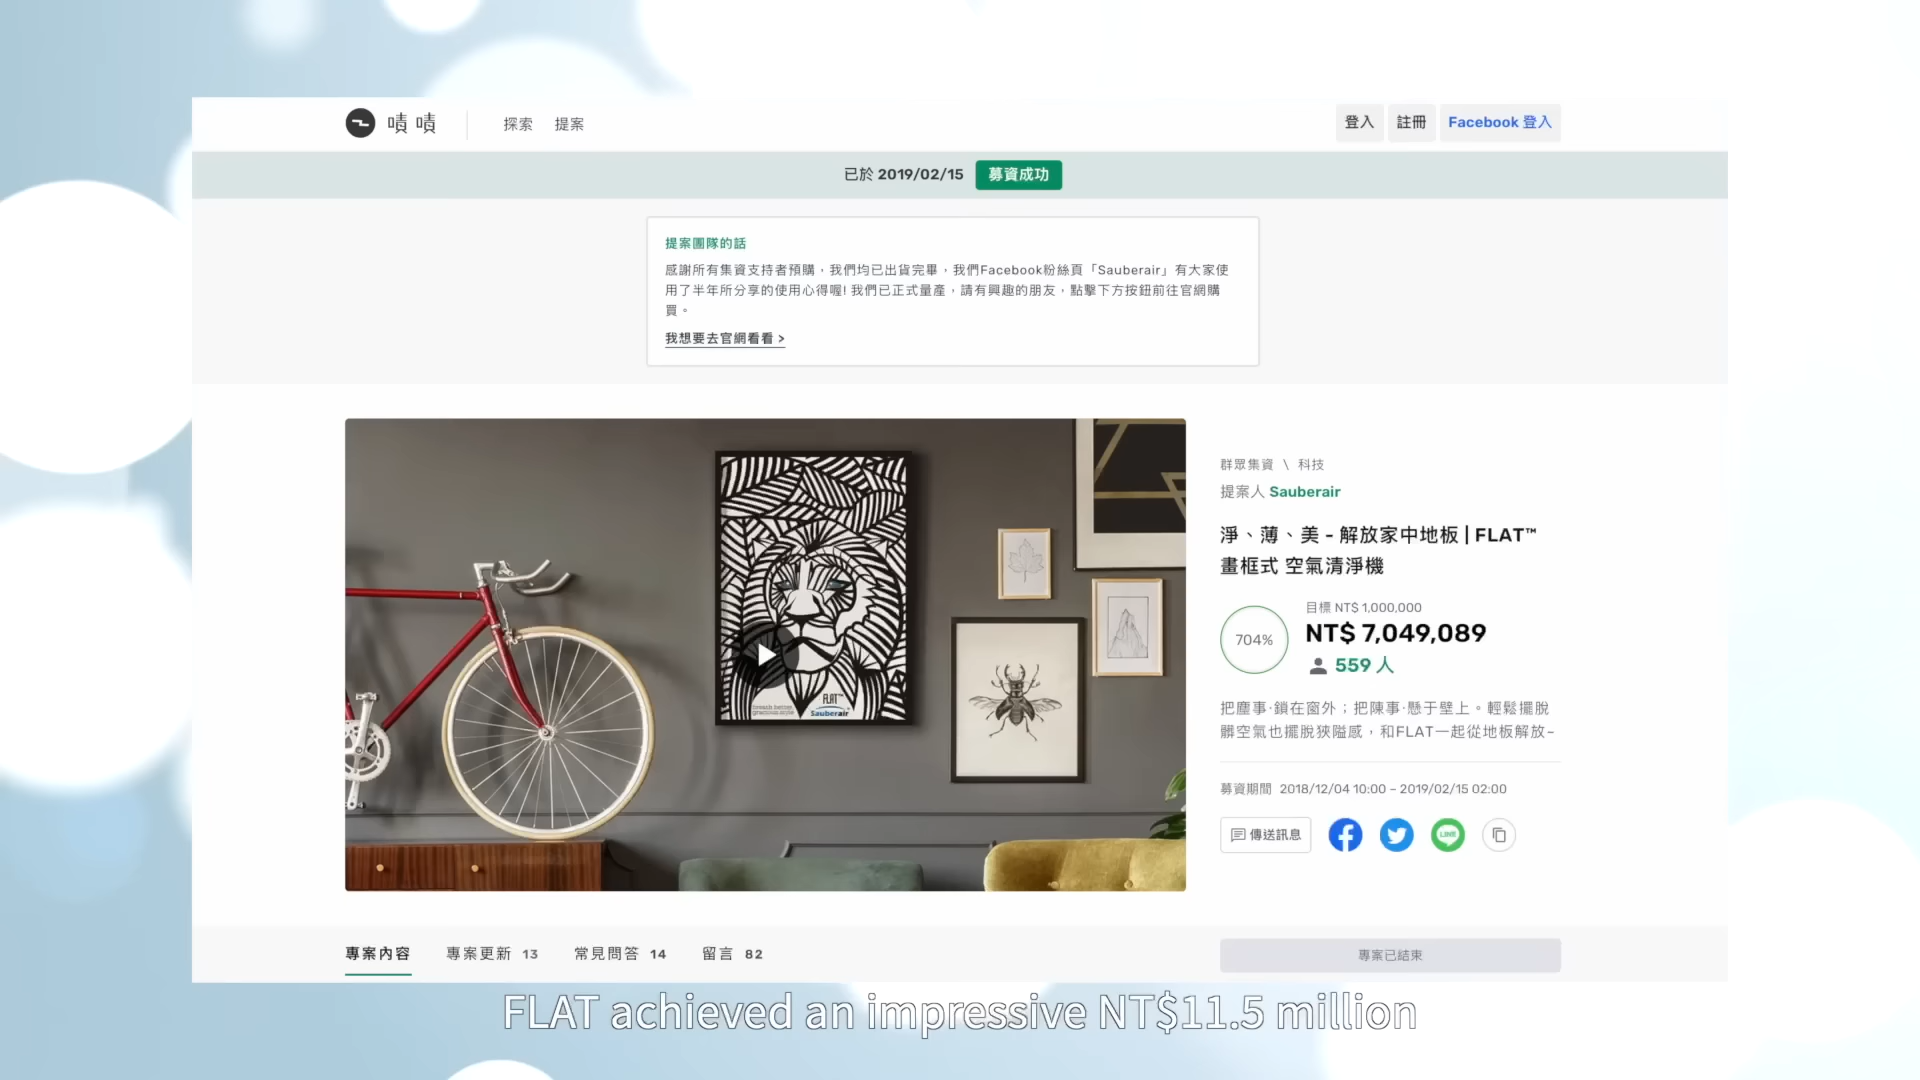 嘖嘖
探索
提案
登入
註冊
Facebook 登入
已於 2019/02/15 募資成功
提案團隊的話
感謝所有集資支持者預購，我們均已出貨完畢，我們Facebook粉絲頁「Sauberair」有大家使
用了半年所分享的使用心得喔! 我們已正式量產，請有興趣的朋友，點擊下方按鈕前往官網購
買。
我想要去官網看看 >
FLAT™
breath better
gracious style
Sauberair
群眾集資 \ 科技
提案人 Sauberair
淨、薄、美 - 解放家中地板 | FLAT™
畫框式 空氣清淨機
704%
目標 NT$ 1,000,000
NT$ 7,049,089
559 人
把塵事·鎖在窗外；把陳事·懸于壁上。輕鬆擺脫
髒空氣也擺脫狹隘感，和FLAT一起從地板解放~
募資期間 2018/12/04 10:00 – 2019/02/15 02:00
傳送訊息
LINE
專案內容
專案更新 13
常見問答 14
留言 82
專案已結束
FLAT achieved an impressive NT$11.5 million